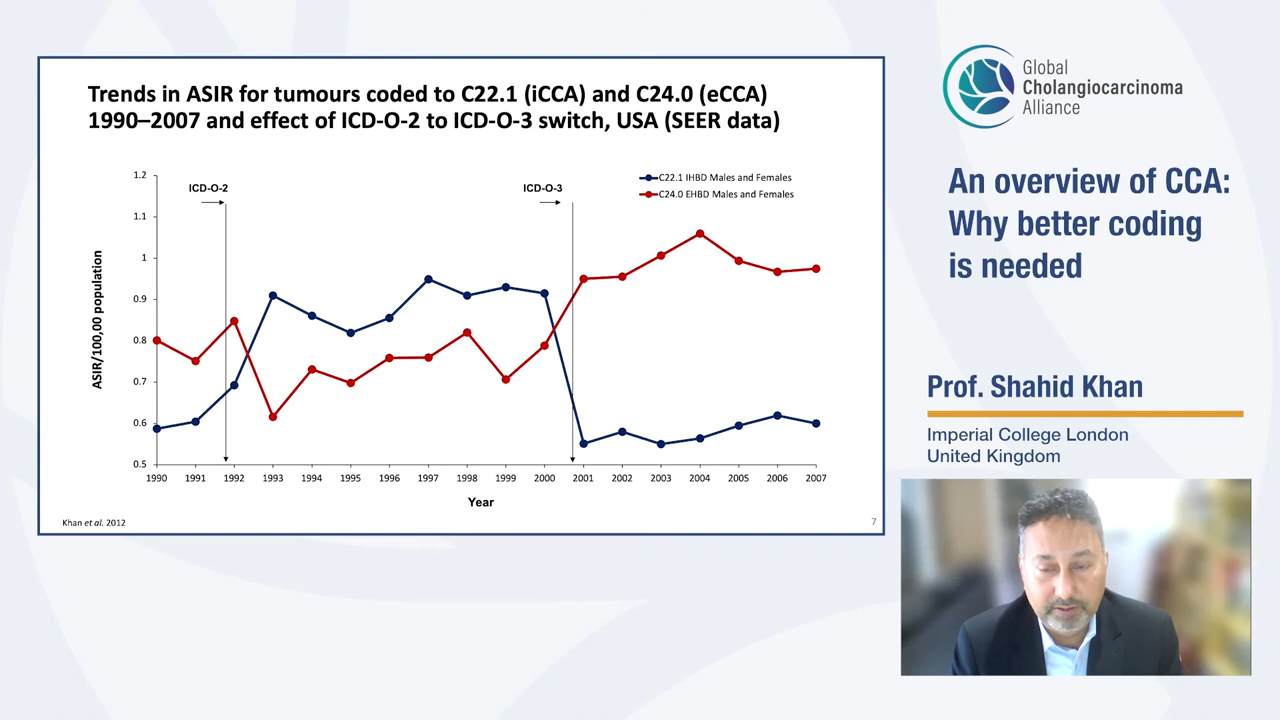 Trends in ASIR for tumours coded to C22.1 (iCCA) and C24.0 (eCCA)
1990–2007 and effect of ICD-O-2 to ICD-O-3 switch, USA (SEER data)
ICD-O-2
ICD-O-3
C22.1 IHBD Males and Females
C24.0 EHBD Males and Females
1.2
1.1
1
0.9
0.8
0.7
0.6
0.5
ASIR/100,00 population
1990 1991 1992 1993 1994 1995 1996 1997 1998 1999 2000 2001 2002 2003 2004 2005 2006 2007
Year
Khan et al. 2012
7
Global
Cholangiocarcinoma
Alliance
An overview of CCA:
Why better coding
is needed
Prof. Shahid Khan
Imperial College London
United Kingdom